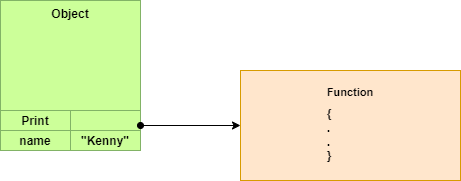 Object
Print
name "Kenny"
Function
{
.
.
}